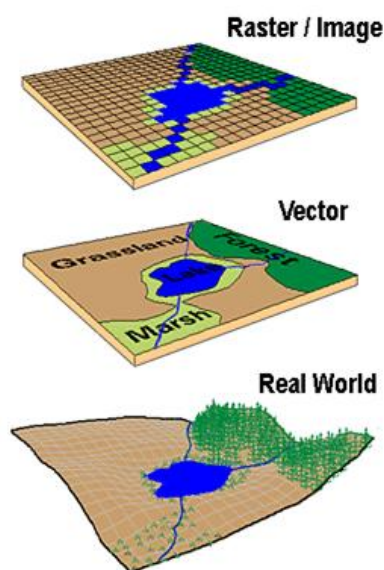 Raster / Image
Vector
Grassland
Forest
Lake
Marsh
Real World